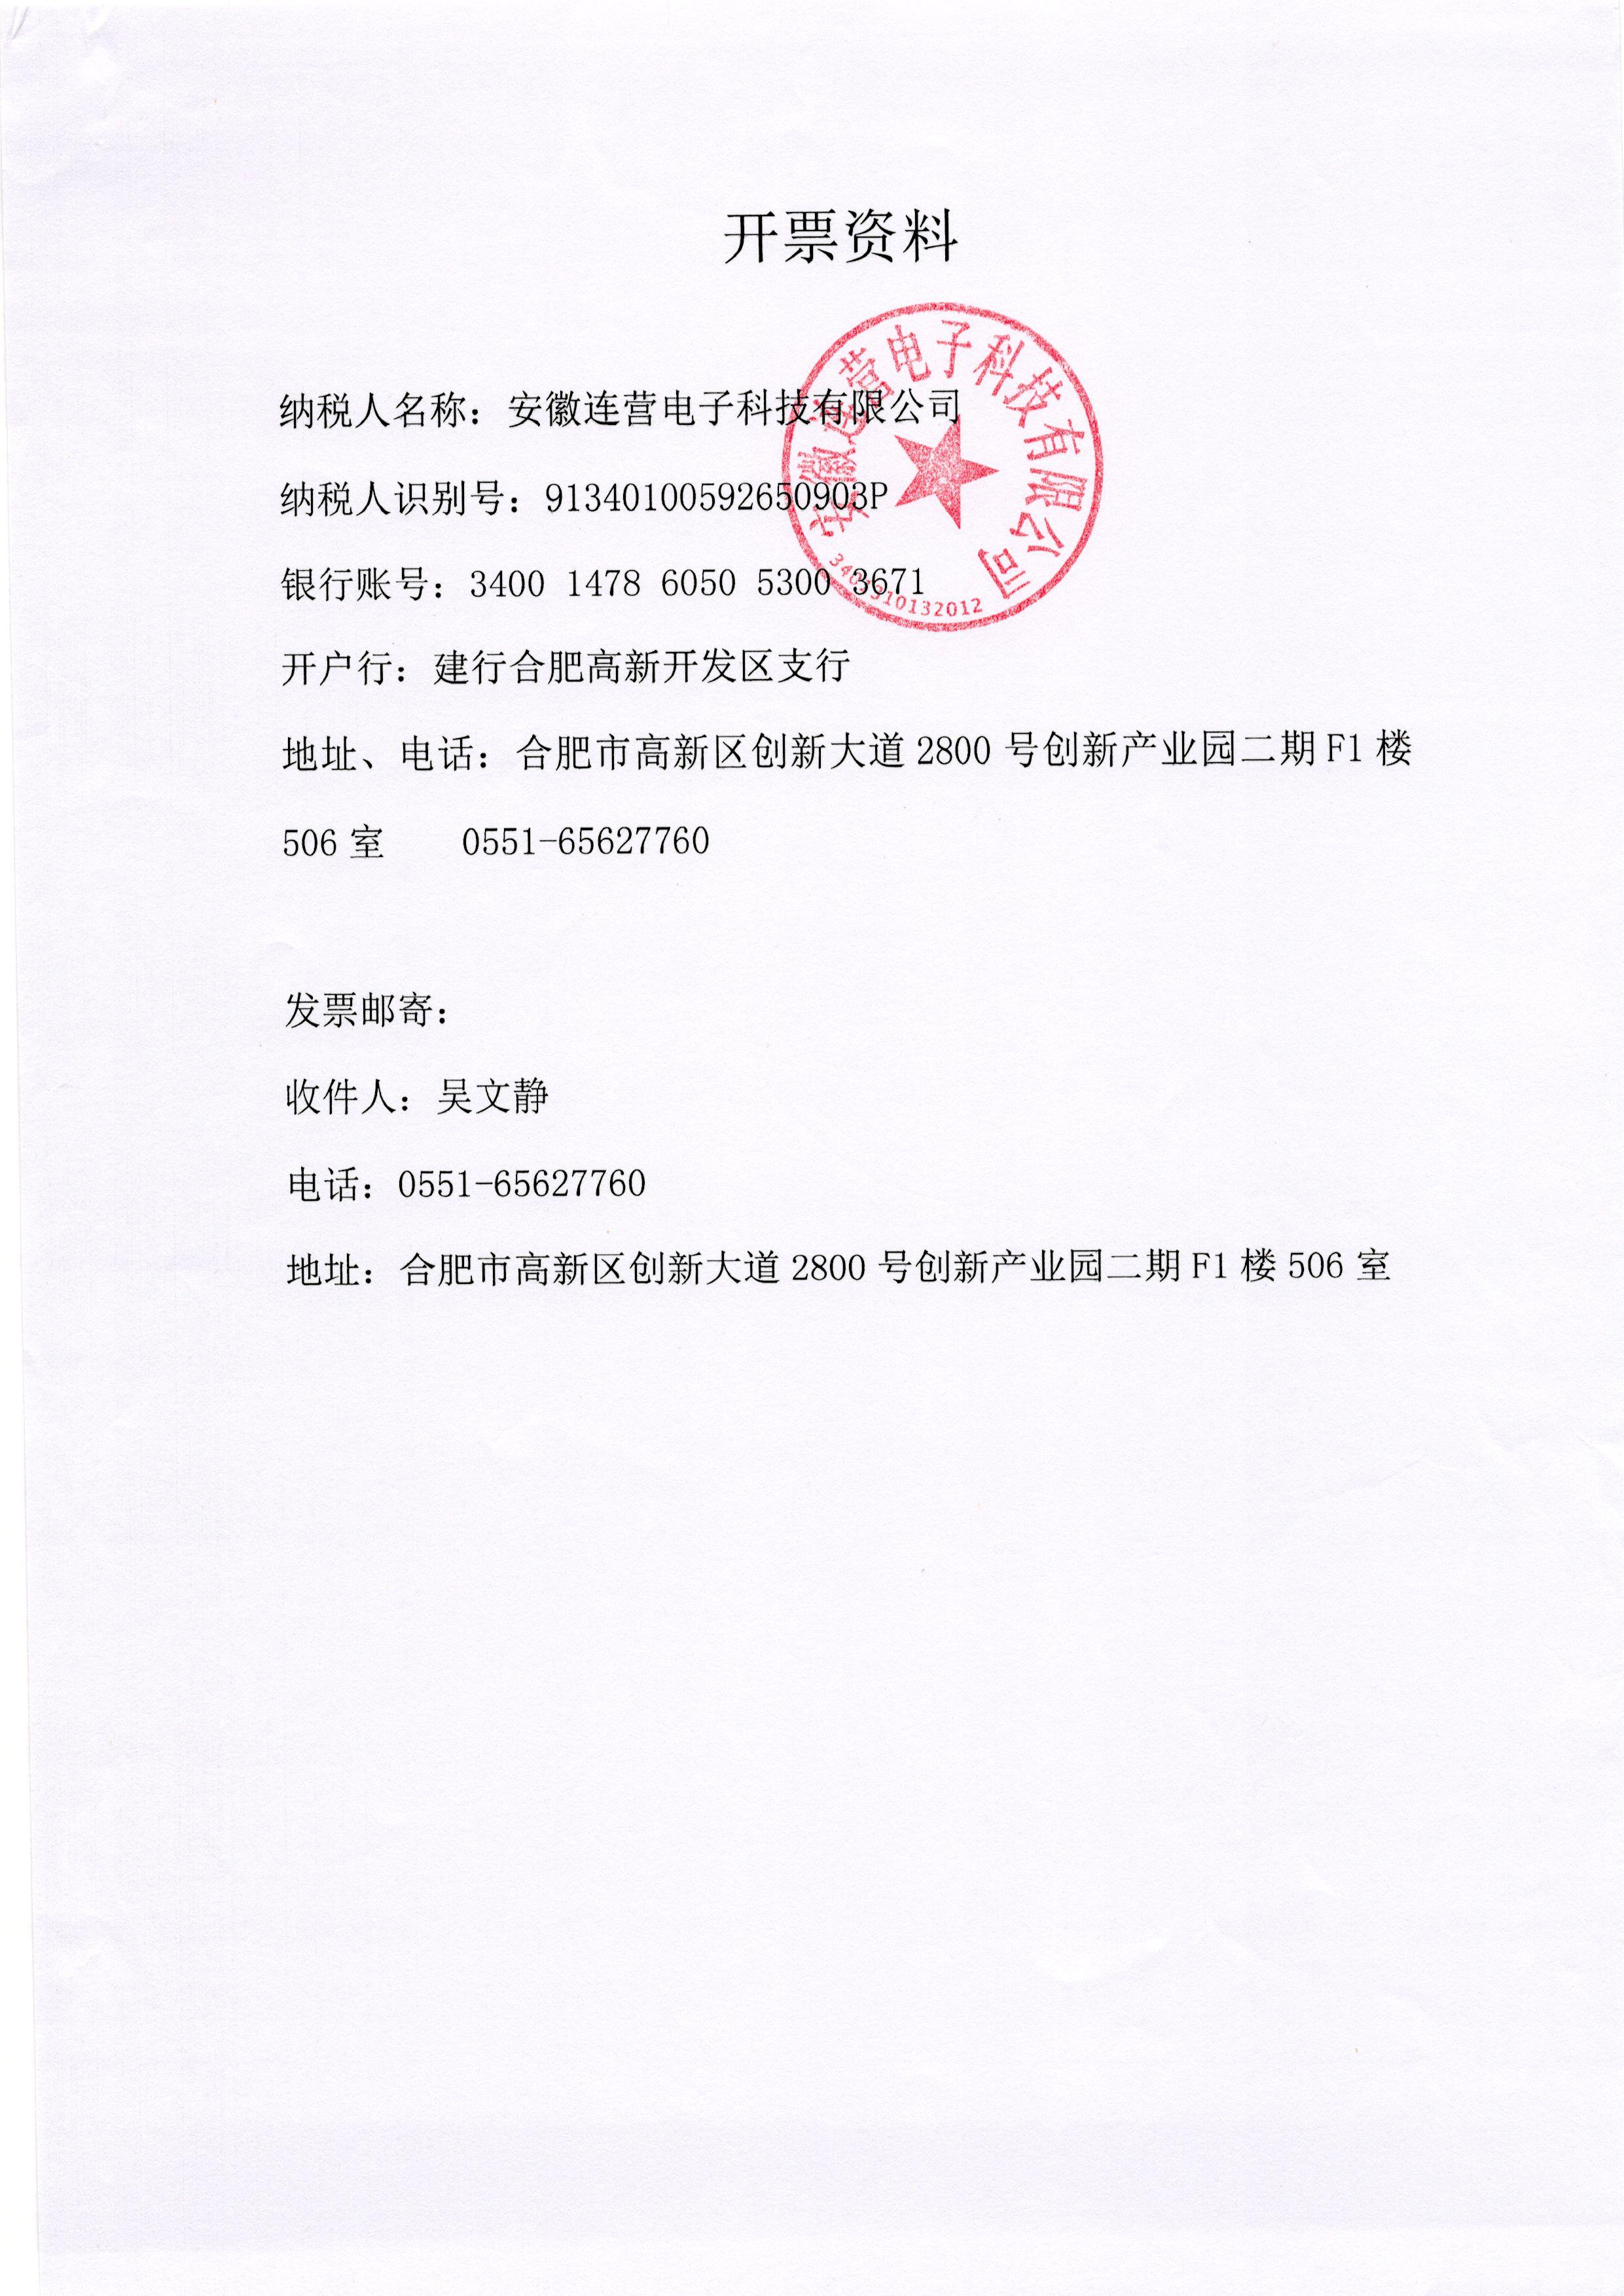 开票资料
安徽连营电子科技有限公司
纳税人名称：安徽连营电子科技有限公司
纳税人识别号：91340100592650903P
银行账号：3400 1478 6050 5300 3671
开户行：建行合肥高新开发区支行
地址、电话：合肥市高新区创新大道 2800 号创新产业园二期 F1 楼
506 室 0551-65627760
发票邮寄：
收件人：吴文静
电话：0551-65627760
地址：合肥市高新区创新大道 2800 号创新产业园二期 F1 楼 506 室